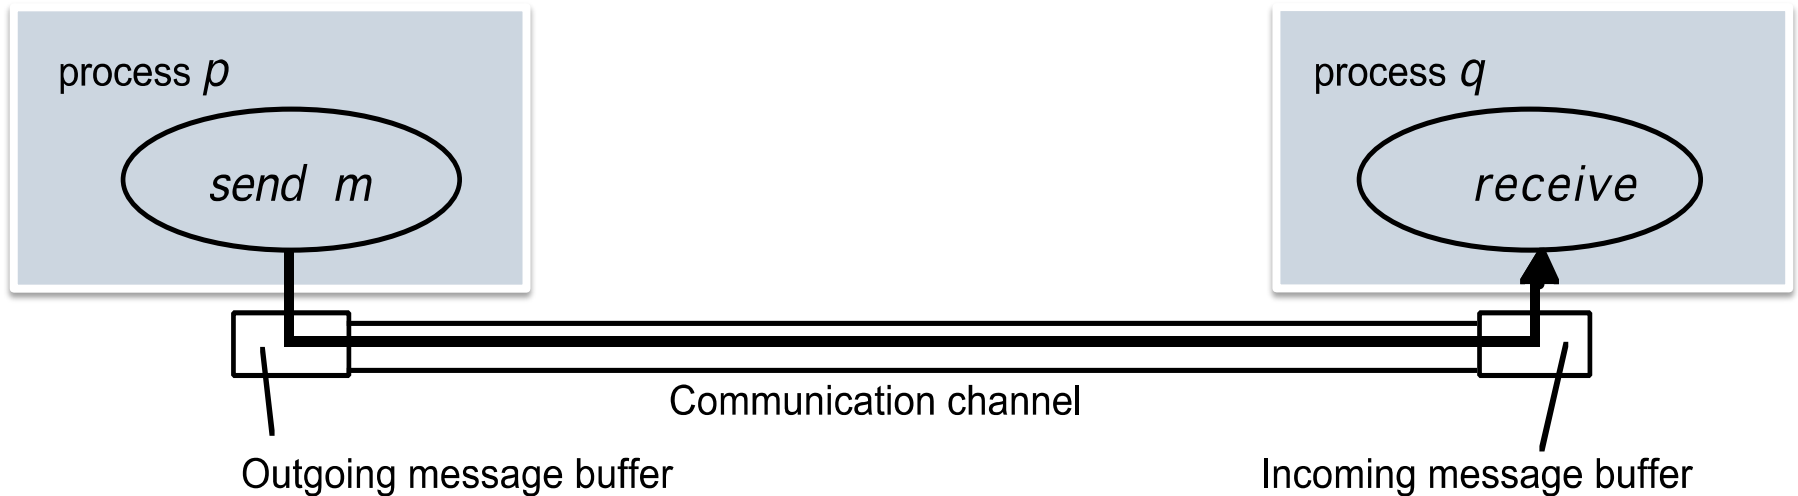 process p
process q
send m
receive
Communication channel
Outgoing message buffer
Incoming message buffer